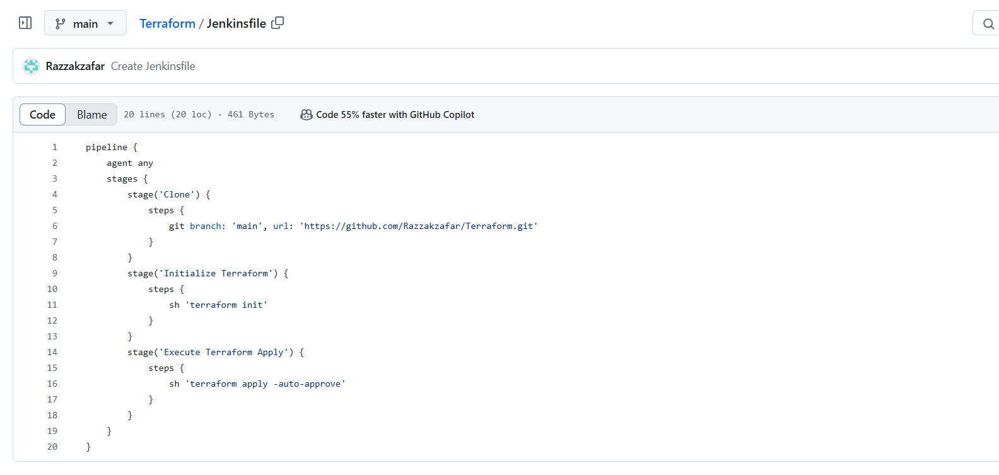 main
Terraform / Jenkinsfile
Razzakzafar Create Jenkinsfile
Code Blame 20 lines (20 loc) · 461 Bytes Code 55% faster with GitHub Copilot
1 pipeline {
2     agent any
3     stages {
4         stage('Clone') {
5             steps {
6                 git branch: 'main', url: 'https://github.com/Razzakzafar/Terraform.git'
7             }
8         }
9         stage('Initialize Terraform') {
10             steps {
11                 sh 'terraform init'
12             }
13         }
14         stage('Execute Terraform Apply') {
15             steps {
16                 sh 'terraform apply -auto-approve'
17             }
18         }
19     }
20 }